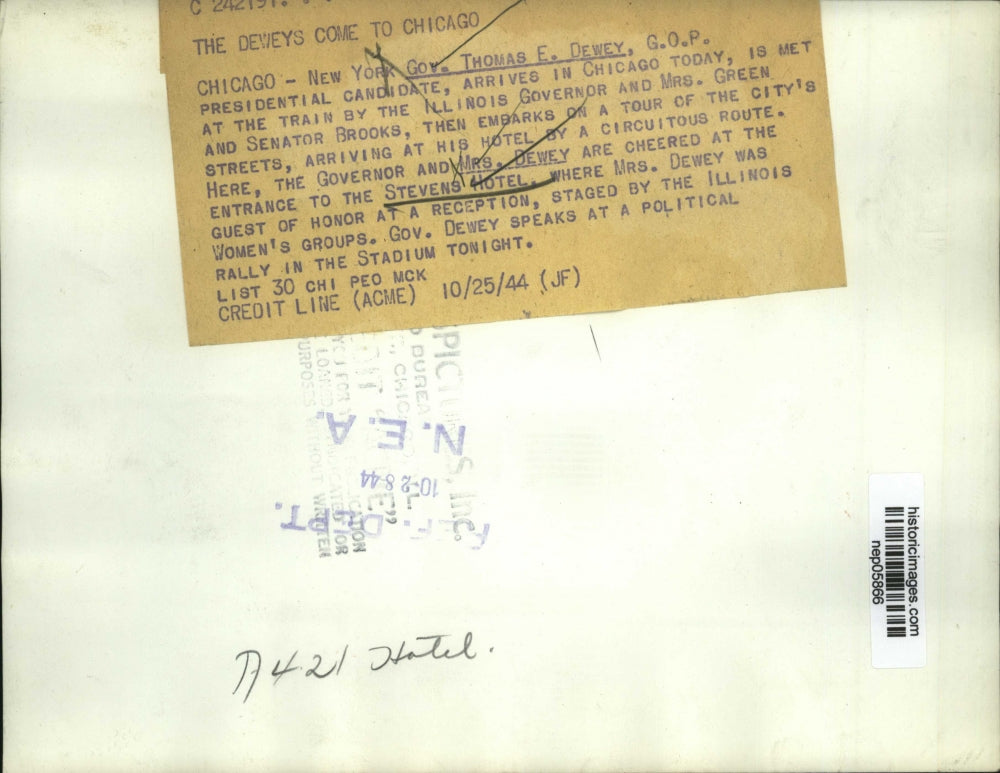 THE DEWEYS COME TO CHICAGO
CHICAGO - NEW YORK GOV. THOMAS E. DEWEY, G.O.P.
PRESIDENTIAL CANDIDATE, ARRIVES IN CHICAGO TODAY, IS MET
AT THE TRAIN BY THE ILLINOIS GOVERNOR AND MRS. GREEN
AND SENATOR BROOKS, THEN EMBARKS ON A TOUR OF THE CITY'S
STREETS, ARRIVING AT HIS HOTEL BY A CIRCUITOUS ROUTE.
HERE, THE GOVERNOR AND MRS. DEWEY ARE CHEERED AT THE
ENTRANCE TO THE STEVENS HOTEL, WHERE MRS. DEWEY WAS
GUEST OF HONOR AT A RECEPTION, STAGED BY THE ILLINOIS
WOMEN'S GROUPS. GOV. DEWEY SPEAKS AT A POLITICAL
RALLY IN THE STADIUM TONIGHT.
LIST 30 CHI PEO MCK
CREDIT LINE (ACME) 10/25/44 (JF)
N.E.A.
10-28 44
DEPT.
historicimages.com
nep05866
A421 Hotel.